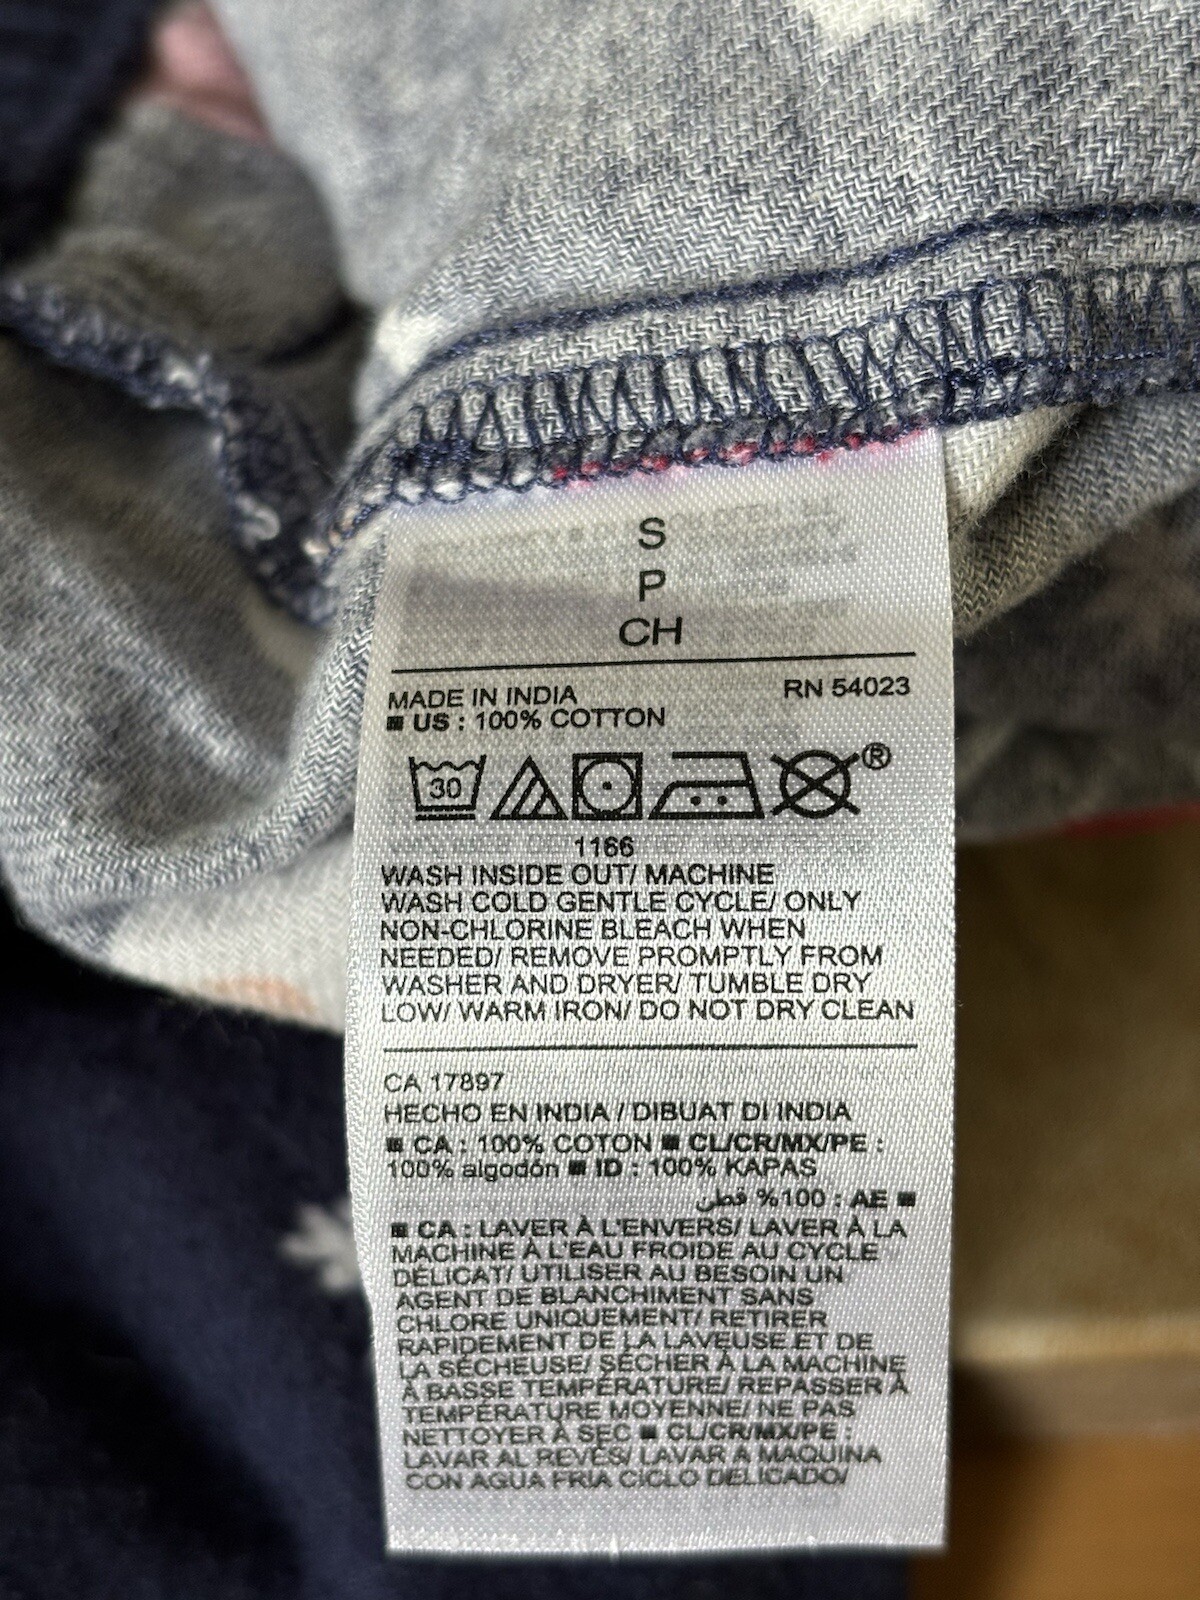 S
P
CH
MADE IN INDIA RN 54023
■ US : 100% COTTON
30 ®
1166
WASH INSIDE OUT/ MACHINE
WASH COLD GENTLE CYCLE/ ONLY
NON-CHLORINE BLEACH WHEN
NEEDED/ REMOVE PROMPTLY FROM
WASHER AND DRYER/ TUMBLE DRY
LOW/ WARM IRON/ DO NOT DRY CLEAN
CA 17897
HECHO EN INDIA / DIBUAT DI INDIA
■ CA : 100% COTON ■ CL/CR/MX/PE :
100% algodón ■ ID : 100% KAPAS
■ AE : 100% قطن
■ CA : LAVER À L'ENVERS/ LAVER À LA
MACHINE À L'EAU FROIDE AU CYCLE
DÉLICAT/ UTILISER AU BESOIN UN
AGENT DE BLANCHIMENT SANS
CHLORE UNIQUEMENT/ RETIRER
RAPIDEMENT DE LA LAVEUSE ET DE
LA SÉCHEUSE/ SÉCHER À LA MACHINE
À BASSE TEMPÉRATURE/ REPASSER À
TEMPÉRATURE MOYENNE/ NE PAS
NETTOYER À SEC ■ CL/CR/MX/PE :
LAVAR AL REVÉS/ LAVAR A MAQUINA
CON AGUA FRIA CICLO DELICADO/